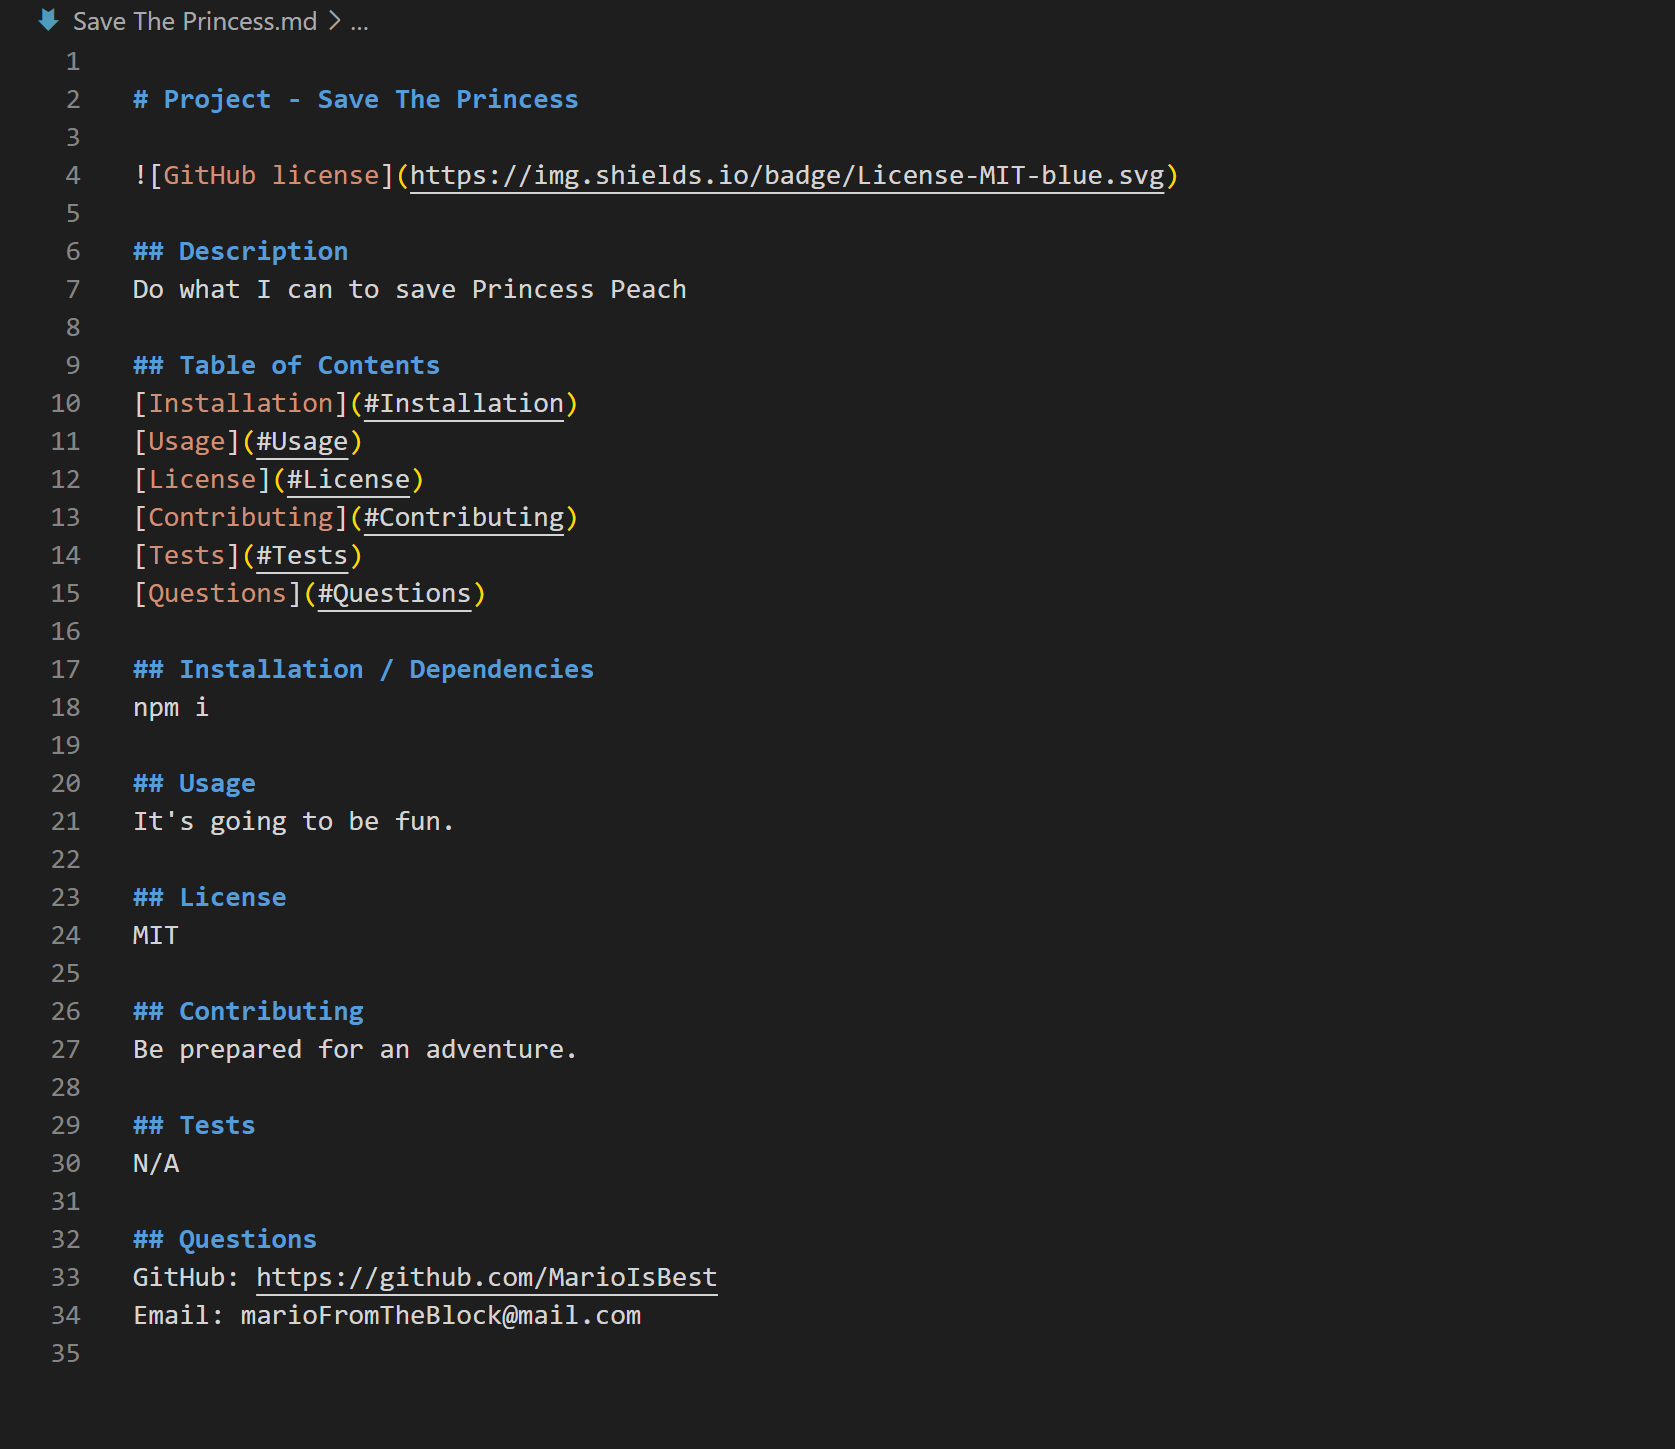 Save The Princess.md > ...
1
2 # Project - Save The Princess
3
4 ![GitHub license](https://img.shields.io/badge/License-MIT-blue.svg)
5
6 ## Description
7 Do what I can to save Princess Peach
8
9 ## Table of Contents
10 [Installation](#Installation)
11 [Usage](#Usage)
12 [License](#License)
13 [Contributing](#Contributing)
14 [Tests](#Tests)
15 [Questions](#Questions)
16
17 ## Installation / Dependencies
18 npm i
19
20 ## Usage
21 It's going to be fun.
22
23 ## License
24 MIT
25
26 ## Contributing
27 Be prepared for an adventure.
28
29 ## Tests
30 N/A
31
32 ## Questions
33 GitHub: https://github.com/MarioIsBest
34 Email: marioFromTheBlock@mail.com
35